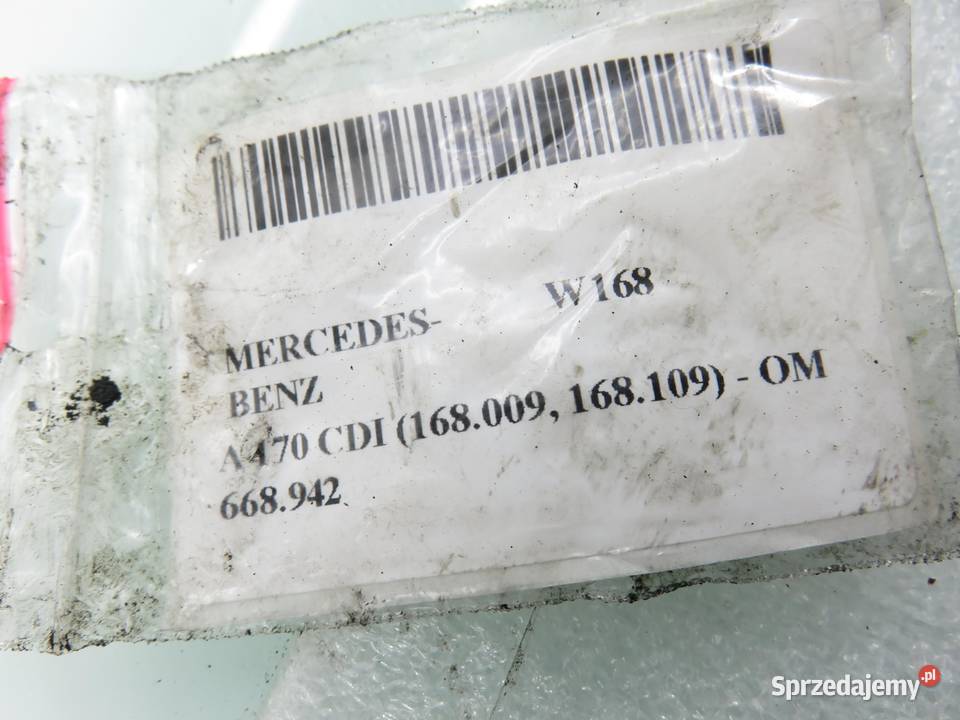 MERCEDES- W168
BENZ
A 170 CDI (168.009, 168.109) - OM
668.942
Sprzedajemy.pl